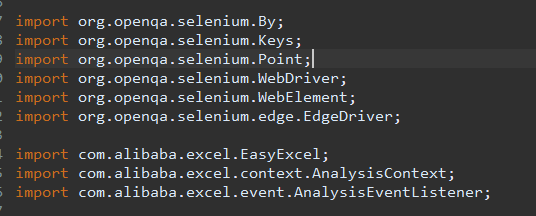 import org.openqa.selenium.By;
import org.openqa.selenium.Keys;
import org.openqa.selenium.Point;
import org.openqa.selenium.WebDriver;
import org.openqa.selenium.WebElement;
import org.openqa.selenium.edge.EdgeDriver;
import com.alibaba.excel.EasyExcel;
import com.alibaba.excel.context.AnalysisContext;
import com.alibaba.excel.event.AnalysisEventListener;